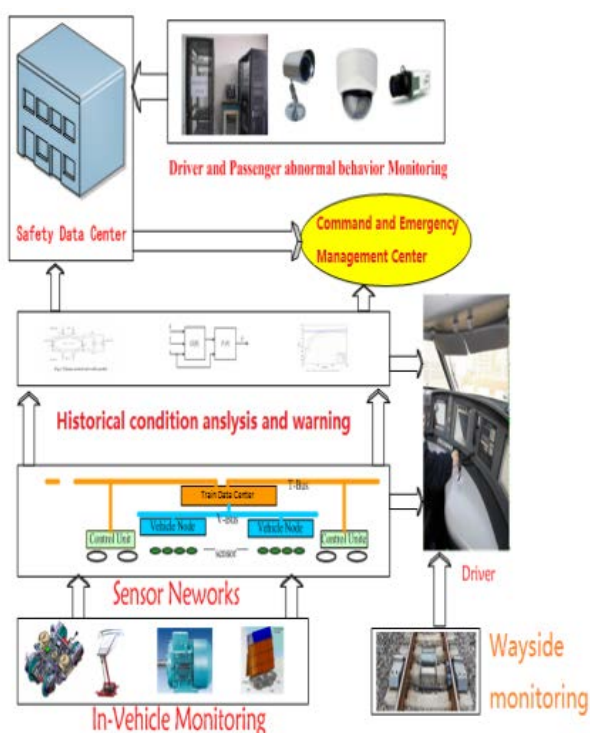 Driver and Passenger abnormal behavior Monitoring
Safety Data Center
Command and Emergency
Management Center
Historical condition anslysis and warning
T-Bus
Train Data Center
V-Bus
Vehicle Node
Vehicle Node
Control Unit
Control Unite
sensor
Sensor Neworks
Driver
In-Vehicle Monitoring
Wayside
monitoring